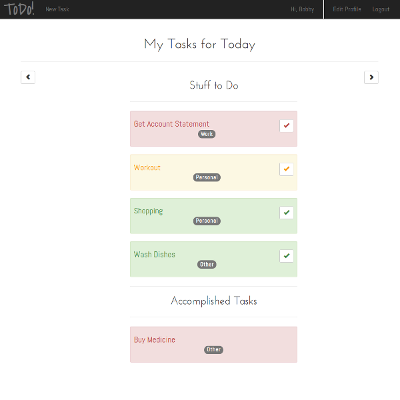 ToDo!
New Task
Hi, Bobby
Edit Profile
Logout
My Tasks for Today
Stuff to Do
Get Account Statement
Work
Workout
Personal
Shopping
Personal
Wash Dishes
Other
Accomplished Tasks
Buy Medicine
Other